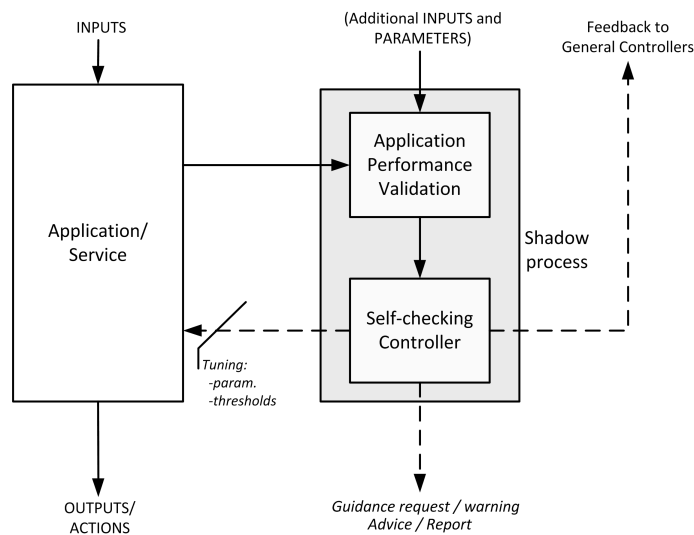 INPUTS
(Additional INPUTS and
PARAMETERS)
Feedback to
General Controllers
Application
Performance
Validation
Application/
Service
Shadow
process
Self-checking
Controller
Tuning:
-param.
-thresholds
OUTPUTS/
ACTIONS
Guidance request / warning
Advice / Report